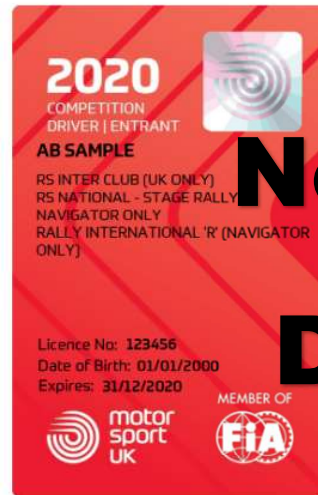 2020
COMPETITION
DRIVER | ENTRANT
AB SAMPLE
RS INTER CLUB (UK ONLY)
RS NATIONAL - STAGE RALLY
NAVIGATOR ONLY
RALLY INTERNATIONAL 'R' (NAVIGATOR
ONLY)
Licence No: 123456
Date of Birth: 01/01/2000
Expires: 31/12/2020
MEMBER OF
motor
sport
UK
FiA